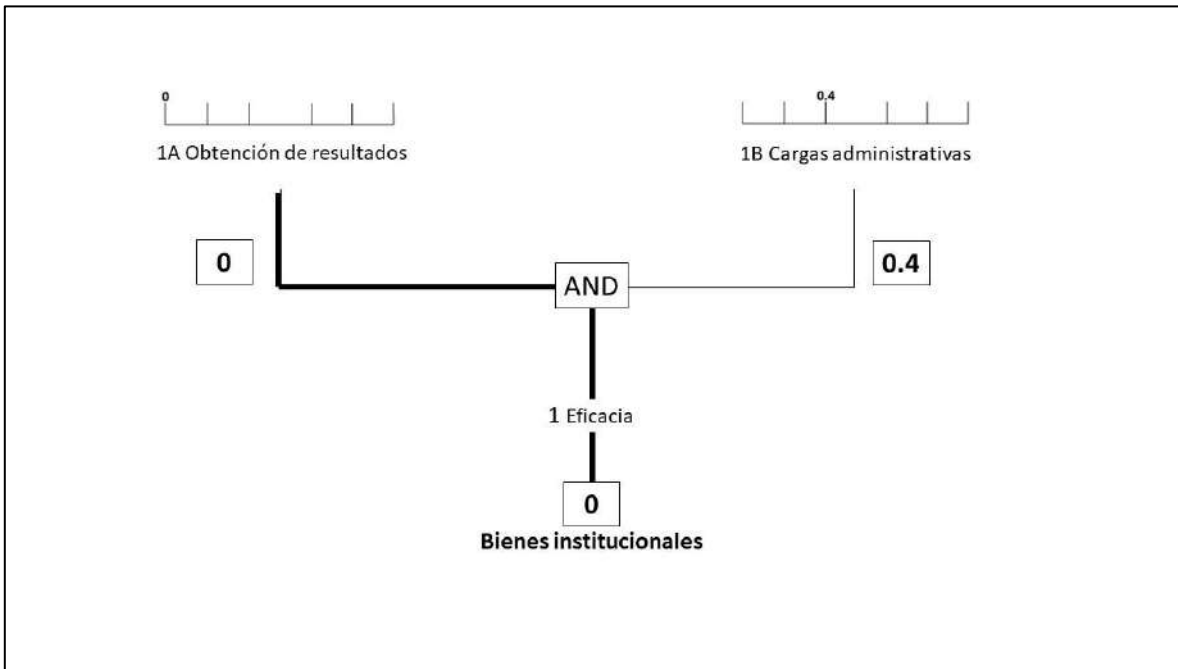 0
0.4
1A Obtención de resultados
1B Cargas administrativas
0
0.4
AND
1 Eficacia
0
Bienes institucionales